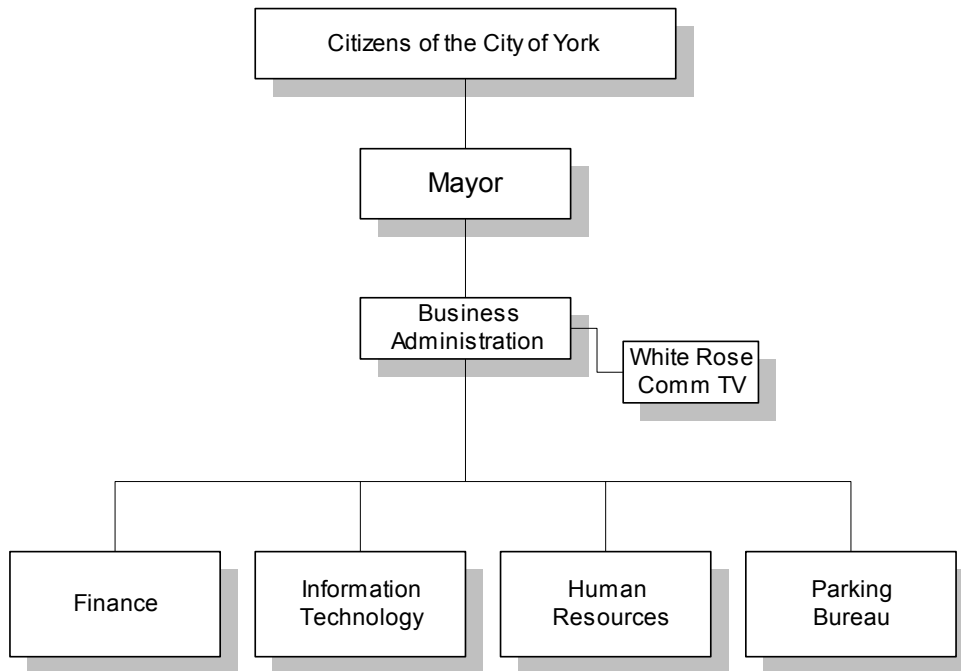 Citizens of the City of York
Mayor
Business
Administration
White Rose
Comm TV
Finance
Information
Technology
Human
Resources
Parking
Bureau